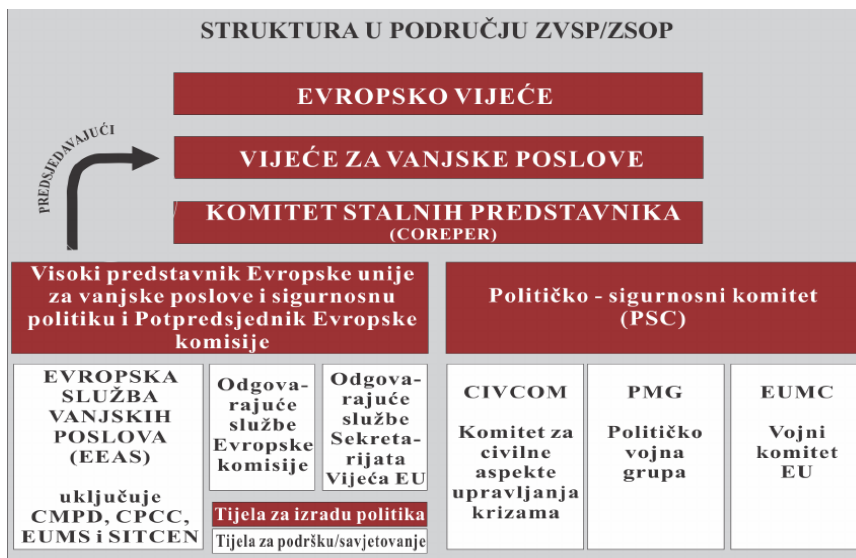 STRUKTURA U PODRUČJU ZVSP/ZSOP
EVROPSKO VIJEĆE
PREDSJEDAVAJUĆI
VIJEĆE ZA VANJSKE POSLOVE
KOMITET STALNIH PREDSTAVNIKA
(COREPER)
Visoki predstavnik Evropske unije
za vanjske poslove i sigurnosnu
politiku i Potpredsjednik Evropske
komisije
Političko - sigurnosni komitet
(PSC)
EVROPSKA
SLUŽBA
VANJSKIH
POSLOVA
(EEAS)
uključuje
CMPD, CPCC,
EUMS i SITCEN
Odgova-
rajuće
službe
Evropske
komisije
Odgova-
rajuće
službe
Sekreta-
rijata
Vijeća EU
Tijela za izradu politika
Tijela za podršku/savjetovanje
CIVCOM
Komitet za
civilne
aspekte
upravljanja
krizama
PMG
Političko
vojna
grupa
EUMC
Vojni
komitet
EU